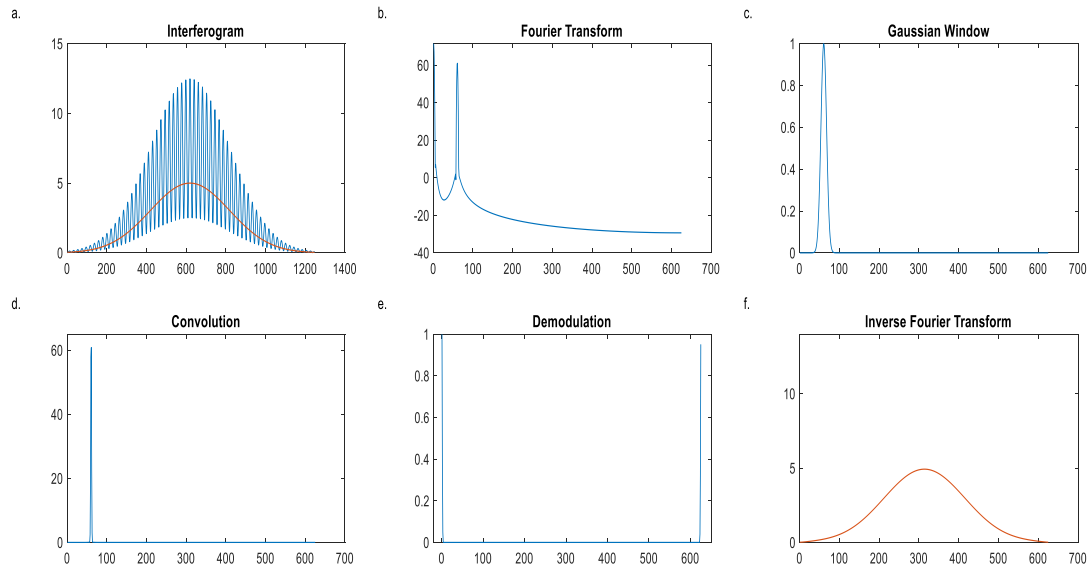 a.
Interferogram
15
10
5
0
0 200 400 600 800 1000 1200 1400
b.
Fourier Transform
60
40
20
0
-20
-40
0 100 200 300 400 500 600 700
c.
Gaussian Window
1
0.8
0.6
0.4
0.2
0
0 100 200 300 400 500 600 700
d.
Convolution
60
40
20
0
0 100 200 300 400 500 600 700
e.
Demodulation
1
0.8
0.6
0.4
0.2
0
0 100 200 300 400 500 600
f.
Inverse Fourier Transform
10
5
0
0 100 200 300 400 500 600 700